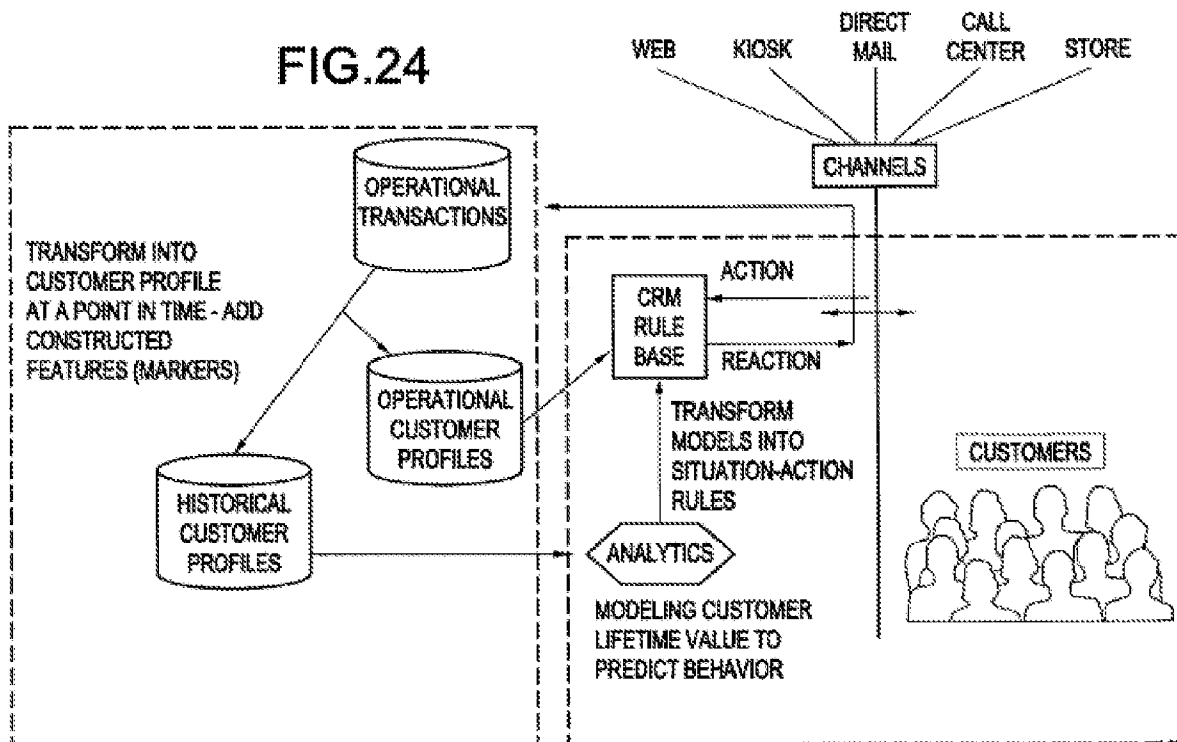 FIG.24
WEB
KIOSK
DIRECT
MAIL
CALL
CENTER
STORE
CHANNELS
OPERATIONAL
TRANSACTIONS
TRANSFORM INTO
CUSTOMER PROFILE
AT A POINT IN TIME - ADD
CONSTRUCTED
FEATURES (MARKERS)
OPERATIONAL
CUSTOMER
PROFILES
HISTORICAL
CUSTOMER
PROFILES
ACTION
CRM
RULE
BASE
REACTION
TRANSFORM
MODELS INTO
SITUATION-ACTION
RULES
ANALYTICS
MODELING CUSTOMER
LIFETIME VALUE TO
PREDICT BEHAVIOR
CUSTOMERS